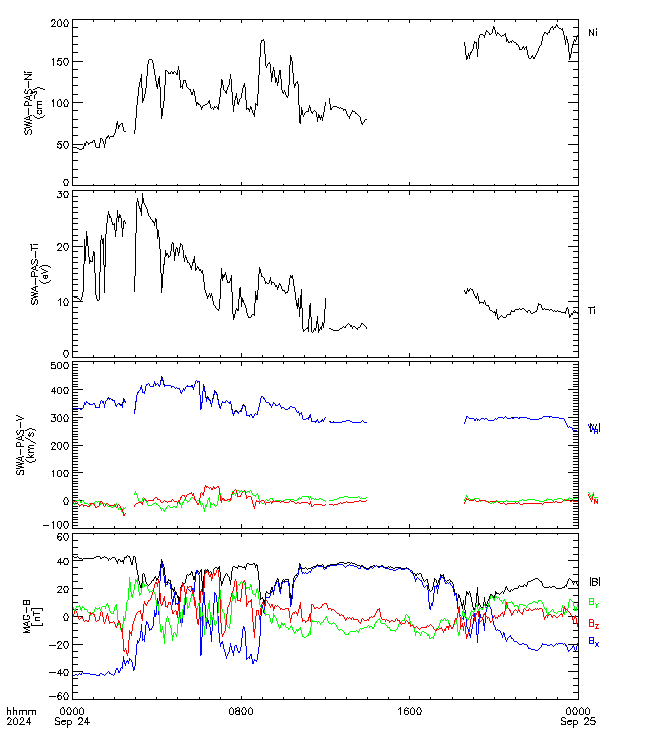 200
150
100
50
0
SWA-PAS-Ni
(cm⁻³)
Ni
30
20
10
0
SWA-PAS-Ti
(eV)
Ti
500
400
300
200
100
0
-100
SWA-PAS-V
(km/s)
60
40
20
0
-20
-40
-60
MAG-B
[nT]
|B|
BY
BZ
BX
hhmm
2024
0000
Sep 24
0800
1600
0000
Sep 25